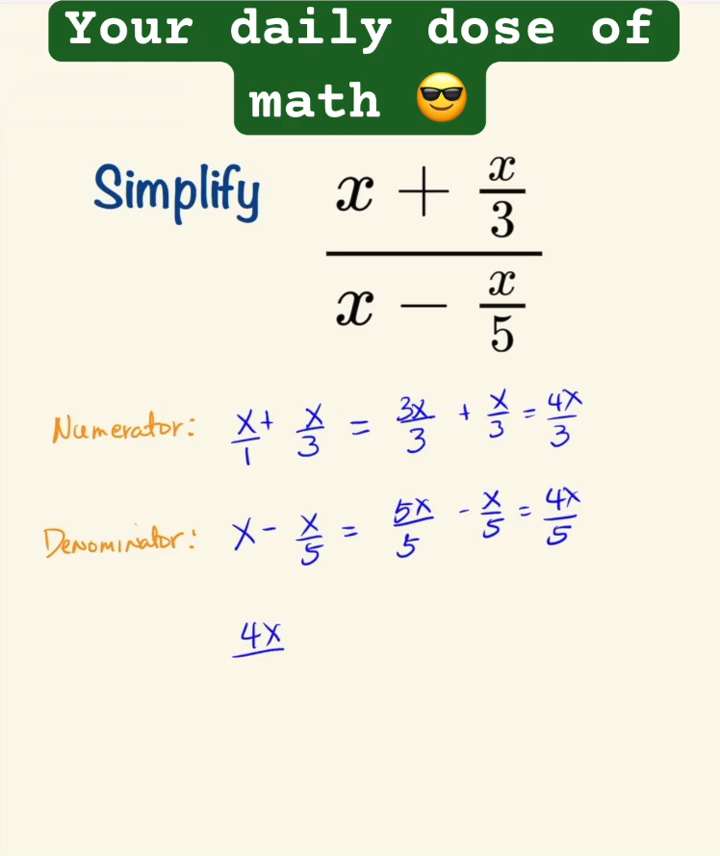 Your daily dose of
math 😎
Simplify
x + x/3
x − x/5
Numerator: x/1 + x/3 = 3x/3 + x/3 = 4x/3
Denominator: x - x/5 = 5x/5 - x/5 = 4x/5
4x